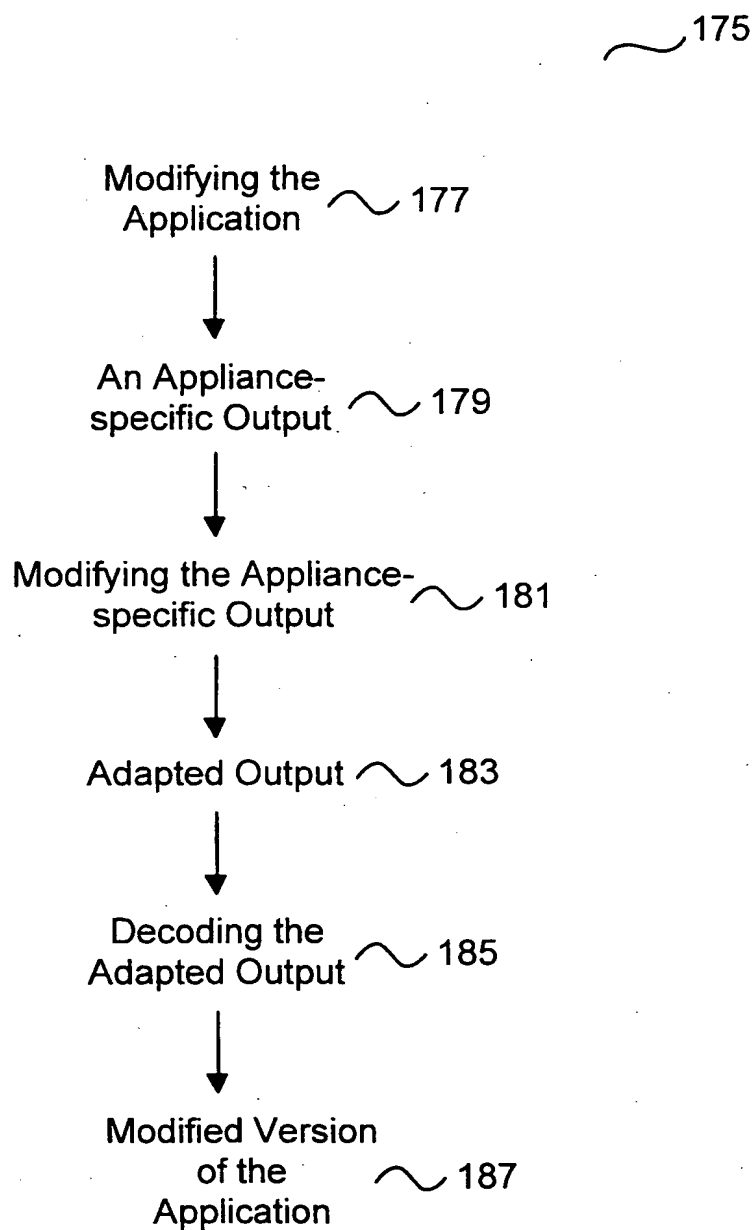 175
Modifying the
Application
177
An Appliance-
specific Output
179
Modifying the Appliance-
specific Output
181
Adapted Output 183
Decoding the
Adapted Output
185
Modified Version
of the
Application
187